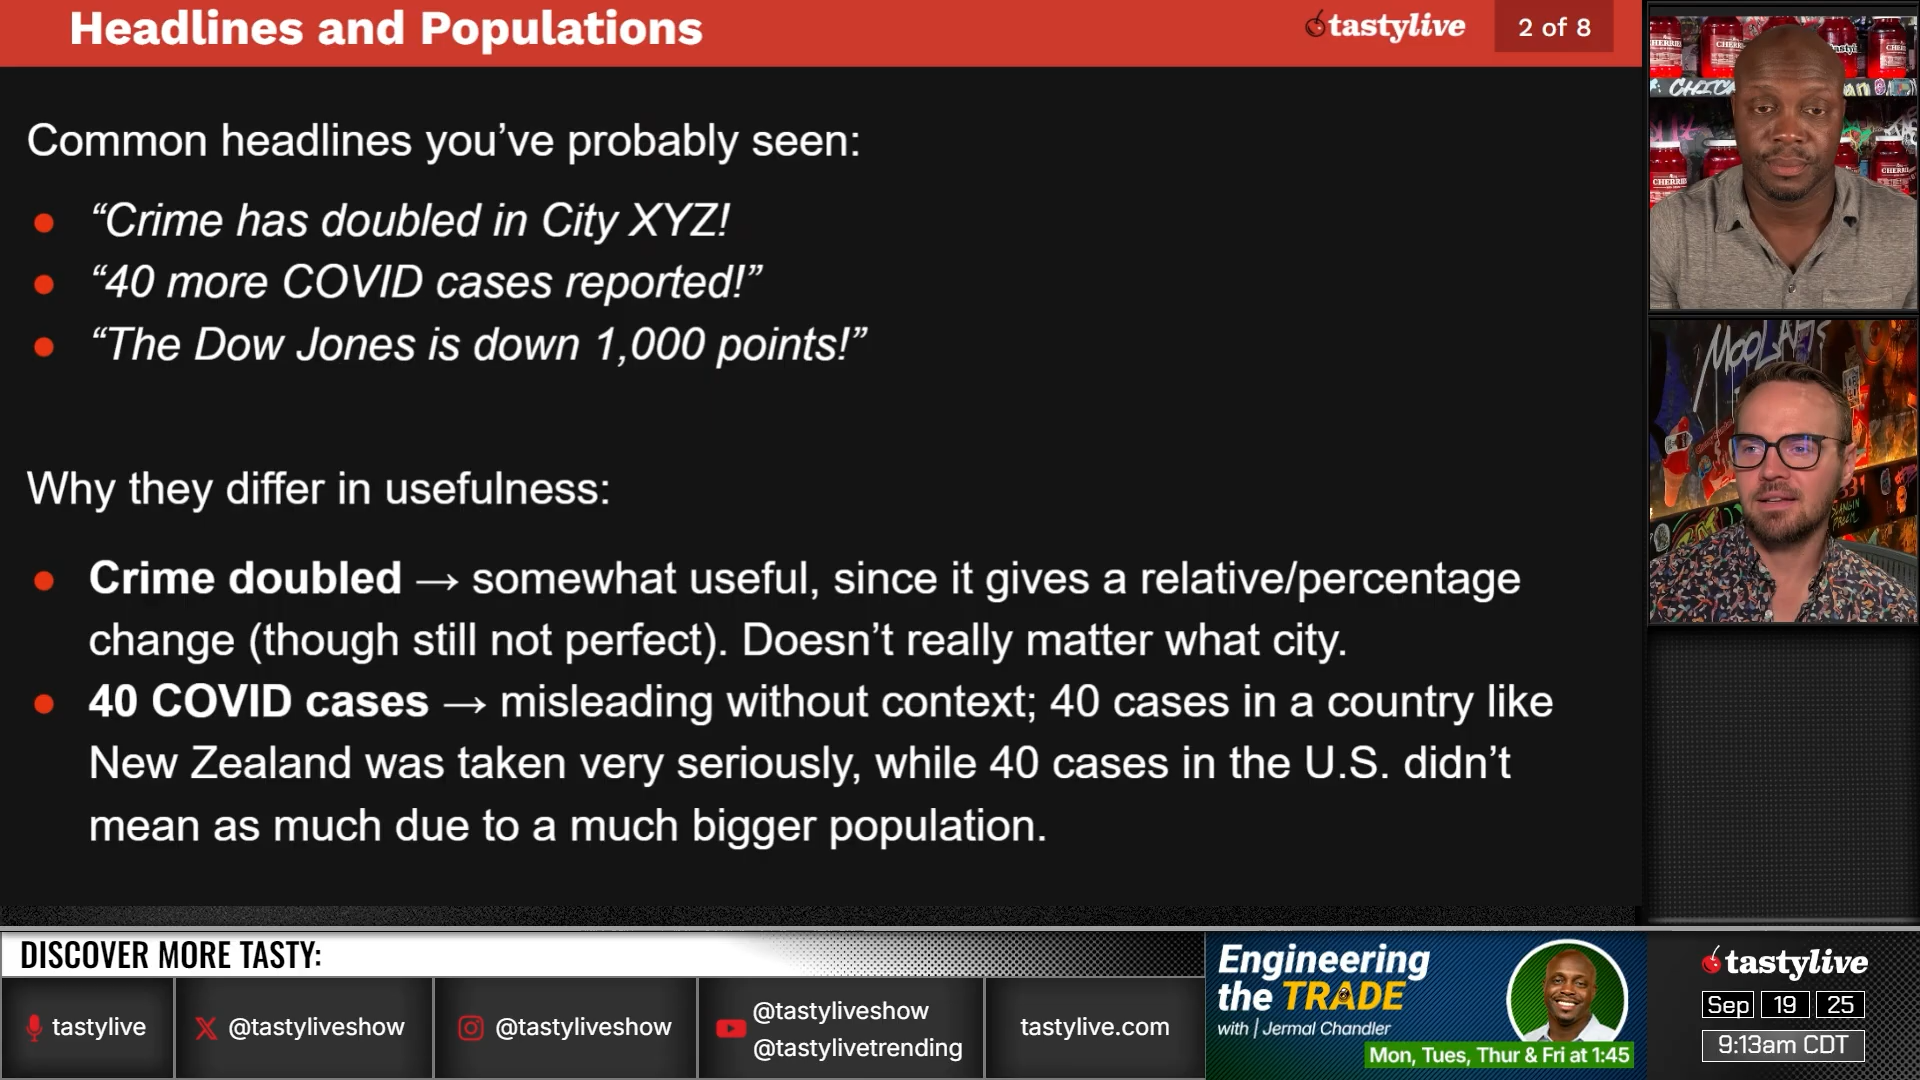 Headlines and Populations
tastylive
2 of 8
Common headlines you’ve probably seen:
“Crime has doubled in City XYZ!
“40 more COVID cases reported!”
“The Dow Jones is down 1,000 points!”
Why they differ in usefulness:
Crime doubled → somewhat useful, since it gives a relative/percentage
change (though still not perfect). Doesn’t really matter what city.
40 COVID cases → misleading without context; 40 cases in a country like
New Zealand was taken very seriously, while 40 cases in the U.S. didn’t
mean as much due to a much bigger population.
MOOLAHS
DISCOVER MORE TASTY:
tastylive
@tastyliveshow
@tastyliveshow
@tastyliveshow
@tastylivetrending
tastylive.com
Engineering
the TRADE
with | Jermal Chandler
Mon, Tues, Thur & Fri at 1:45
tastylive
Sep 19 25
9:13am CDT